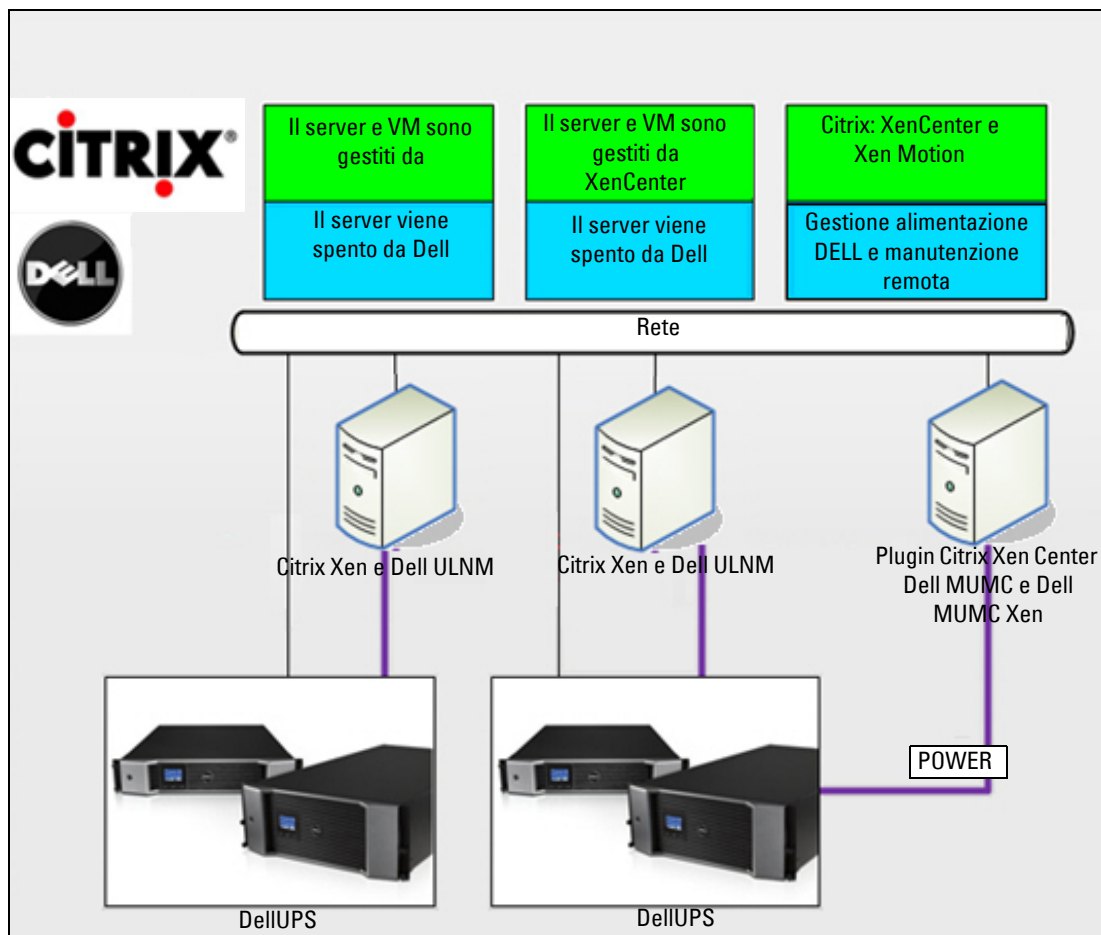 CITRIX®
DELL
Il server e VM sono
gestiti da
Il server viene
spento da Dell
Il server e VM sono
gestiti da
XenCenter
Il server viene
spento da Dell
Citrix: XenCenter e
Xen Motion
Gestione alimentazione
DELL e manutenzione
remota
Rete
Citrix Xen e Dell ULNM
Citrix Xen e Dell ULNM
Plugin Citrix Xen Center
Dell MUMC e Dell
MUMC Xen
POWER
DellUPS
DellUPS